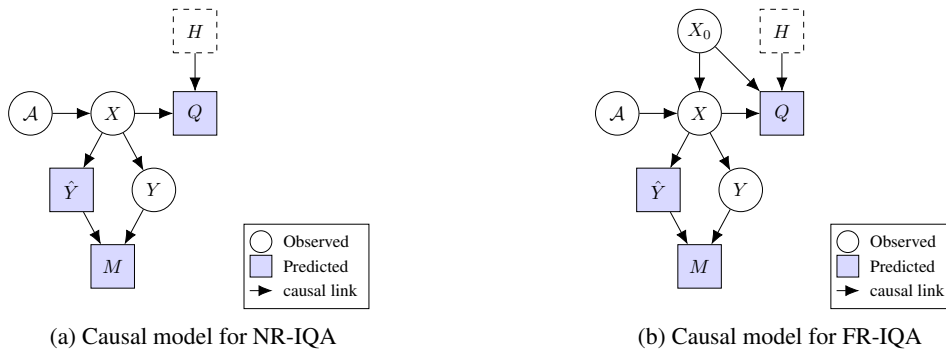 H
𝒜
X
Q
Ŷ
Y
M
Observed
Predicted
causal link
(a) Causal model for NR-IQA
X₀
H
𝒜
X
Q
Ŷ
Y
M
Observed
Predicted
causal link
(b) Causal model for FR-IQA